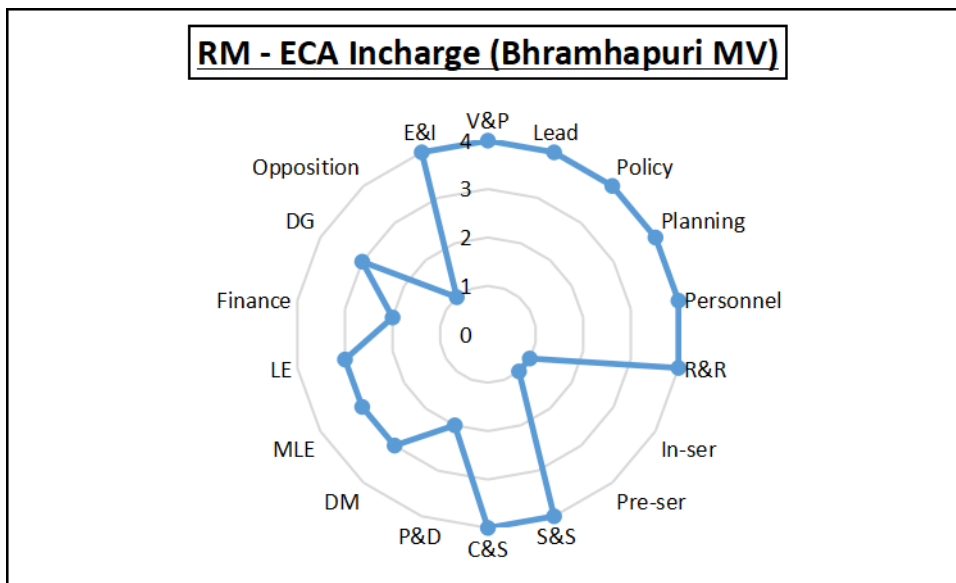 RM - ECA Incharge (Bhramhapuri MV)
V&P
Lead
Policy
Planning
Personnel
R&R
In-ser
Pre-ser
S&S
C&S
P&D
DM
MLE
LE
Finance
DG
Opposition
E&I
4
3
2
1
0